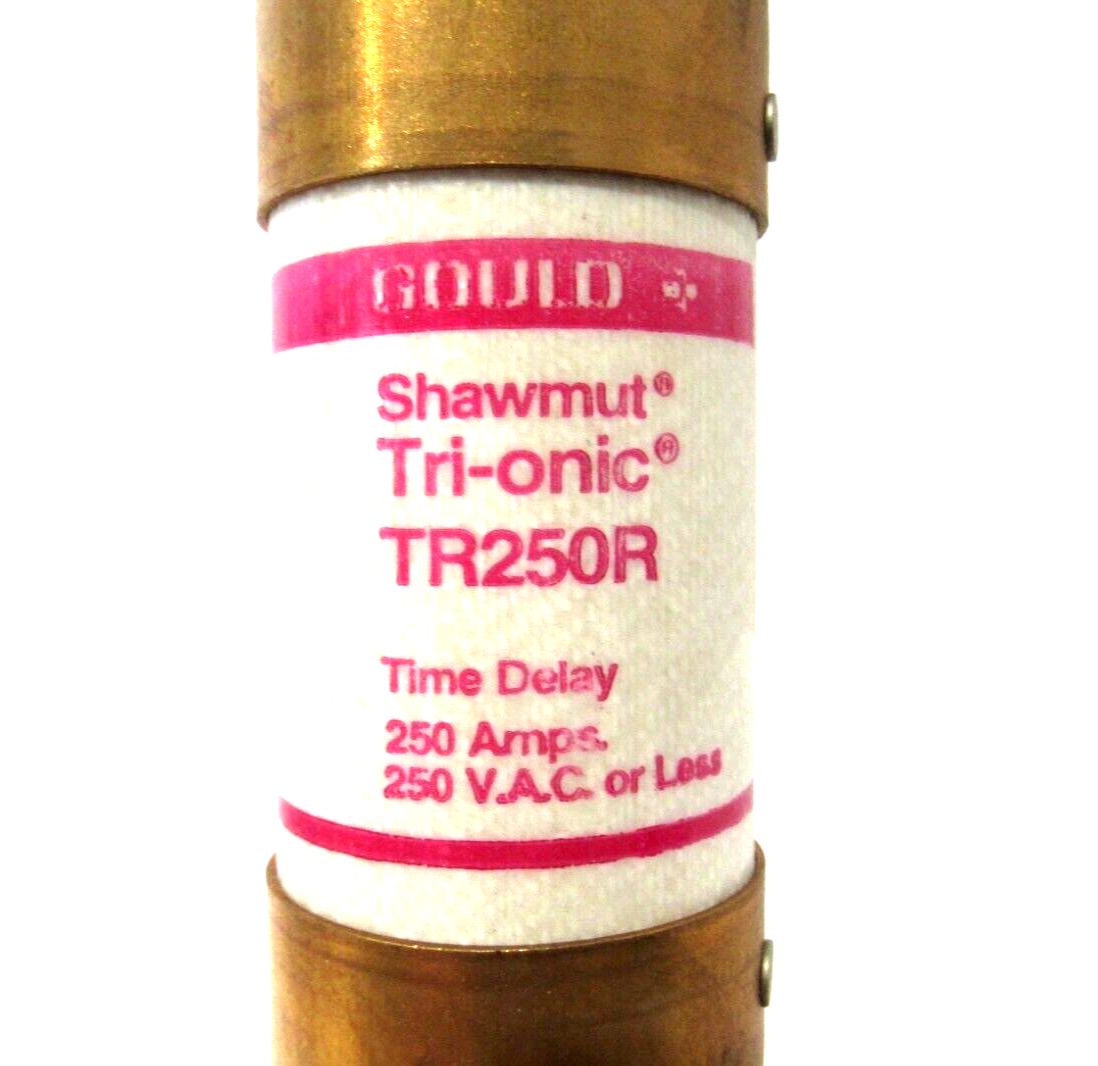 GOULD
Shawmut®
Tri-onic®
TR250R
Time Delay
250 Amps.
250 V.A.C. or Less